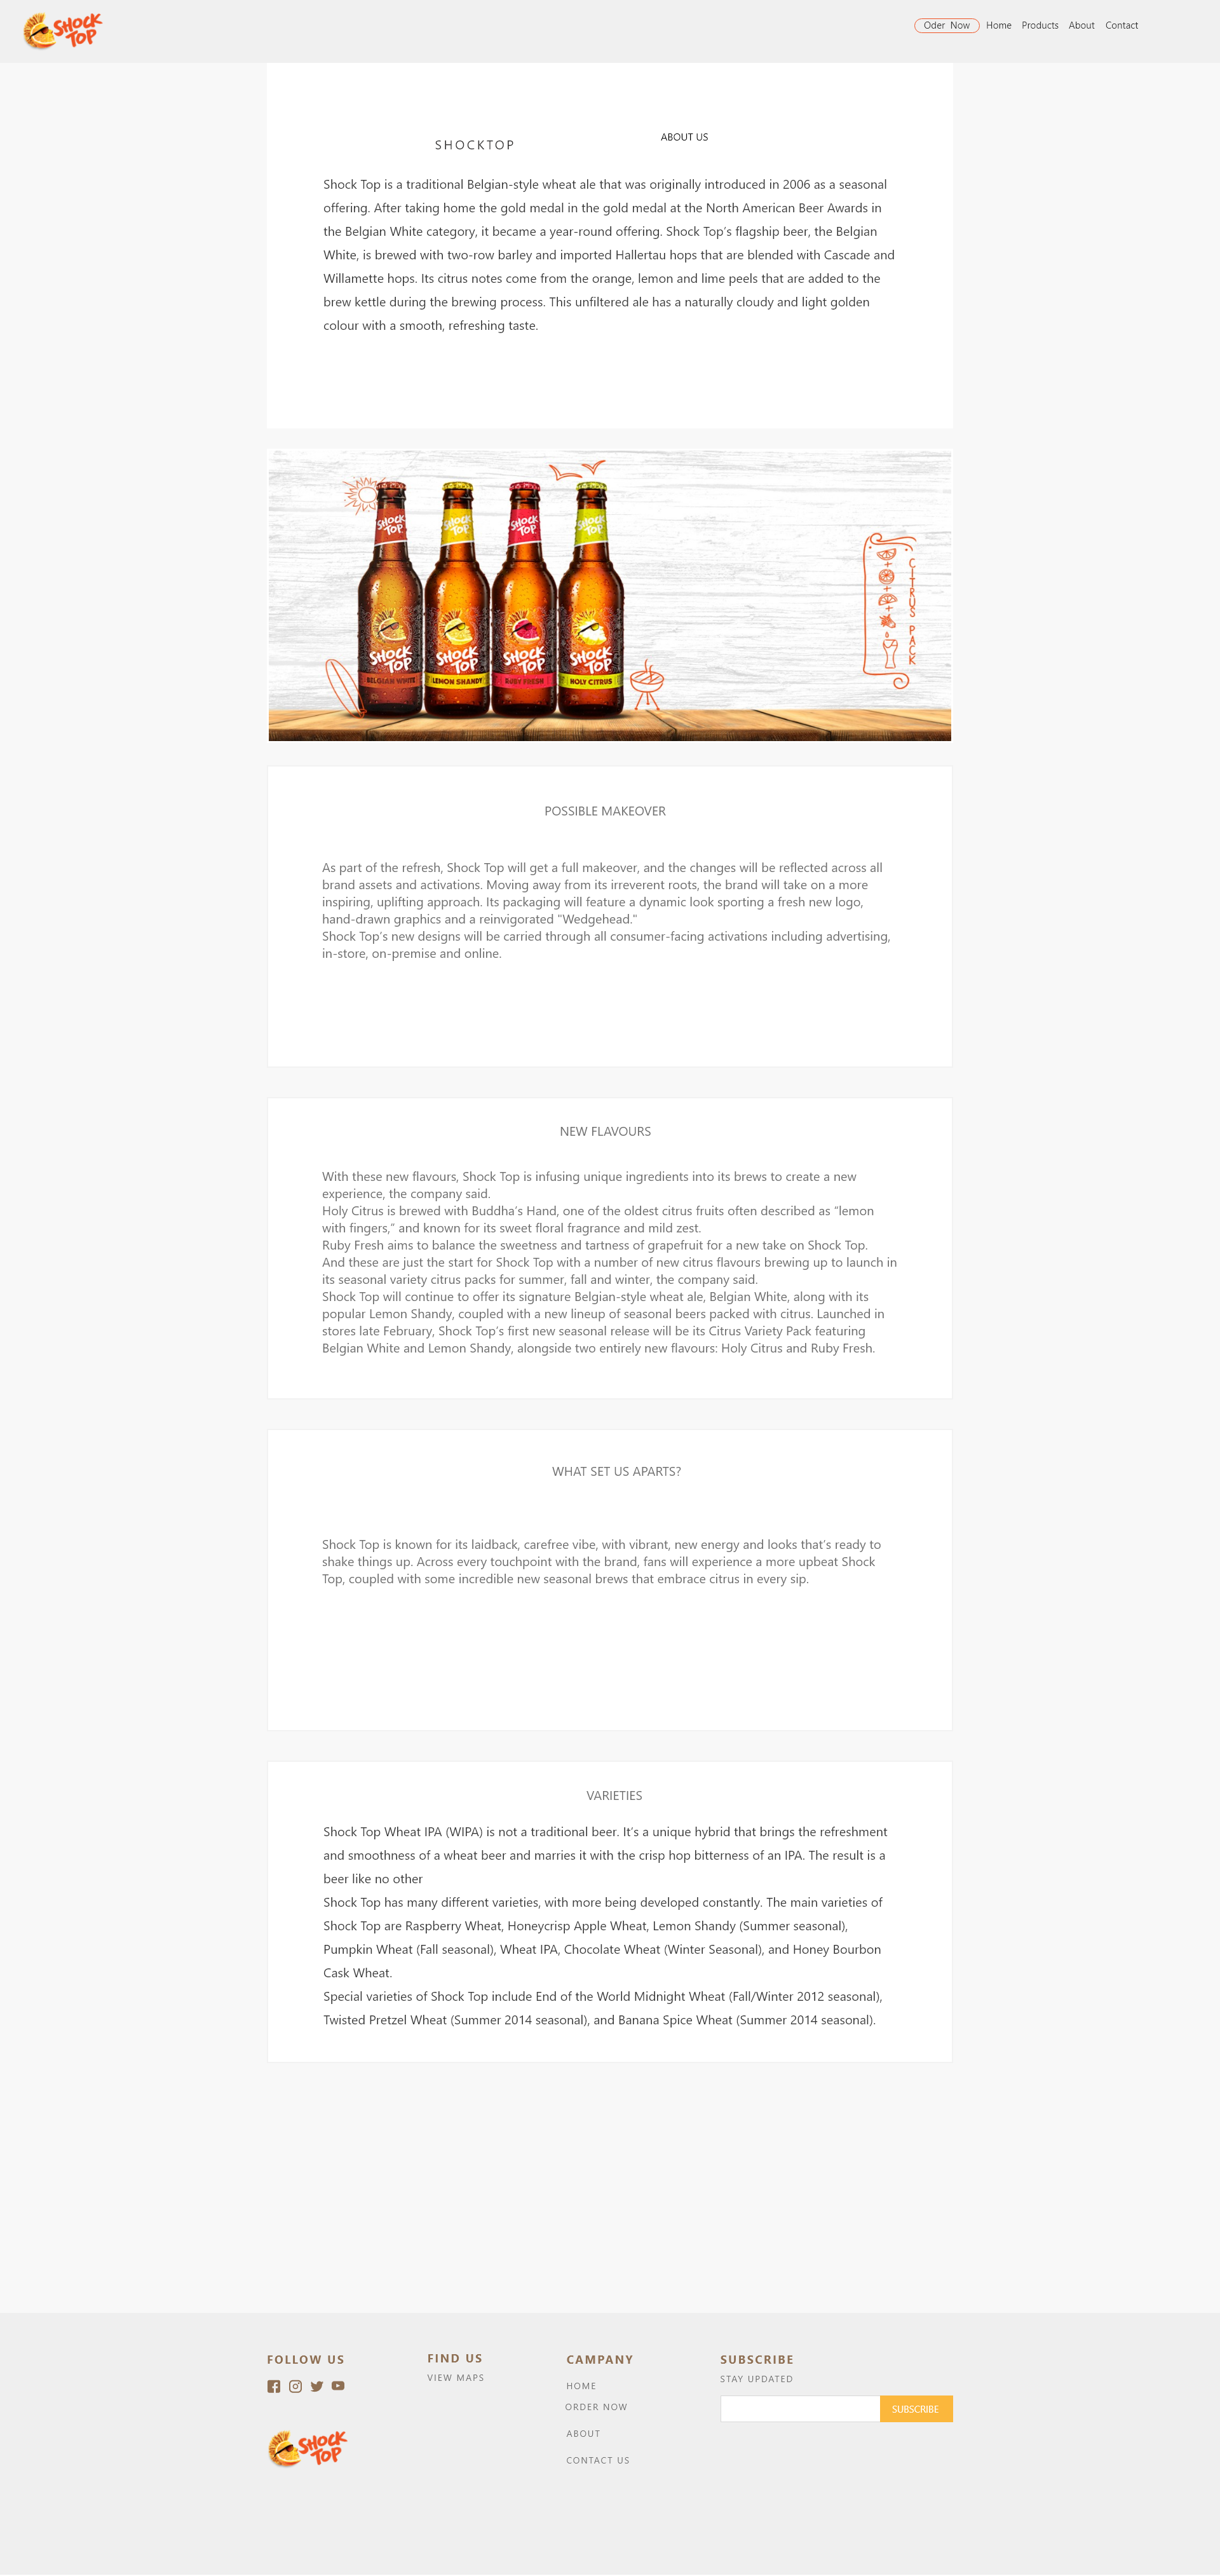 SHOCK
TOP
Oder Now Home Products About Contact
SHOCKTOP
ABOUT US
Shock Top is a traditional Belgian-style wheat ale that was originally introduced in 2006 as a seasonal
offering. After taking home the gold medal in the gold medal at the North American Beer Awards in
the Belgian White category, it became a year-round offering. Shock Top’s flagship beer, the Belgian
White, is brewed with two-row barley and imported Hallertau hops that are blended with Cascade and
Willamette hops. Its citrus notes come from the orange, lemon and lime peels that are added to the
brew kettle during the brewing process. This unfiltered ale has a naturally cloudy and light golden
colour with a smooth, refreshing taste.
SHOCK TOP
SHOCK TOP
SHOCK TOP
SHOCK TOP
SHOCK TOP
BELGIAN WHITE
SHOCK TOP
LEMON SHANDY
SHOCK TOP
RUBY FRESH
SHOCK TOP
HOLY CITRUS
CITRUS PACK
POSSIBLE MAKEOVER
As part of the refresh, Shock Top will get a full makeover, and the changes will be reflected across all
brand assets and activations. Moving away from its irreverent roots, the brand will take on a more
inspiring, uplifting approach. Its packaging will feature a dynamic look sporting a fresh new logo,
hand-drawn graphics and a reinvigorated "Wedgehead."
Shock Top’s new designs will be carried through all consumer-facing activations including advertising,
in-store, on-premise and online.
NEW FLAVOURS
With these new flavours, Shock Top is infusing unique ingredients into its brews to create a new
experience, the company said.
Holy Citrus is brewed with Buddha’s Hand, one of the oldest citrus fruits often described as “lemon
with fingers,” and known for its sweet floral fragrance and mild zest.
Ruby Fresh aims to balance the sweetness and tartness of grapefruit for a new take on Shock Top.
And these are just the start for Shock Top with a number of new citrus flavours brewing up to launch in
its seasonal variety citrus packs for summer, fall and winter, the company said.
Shock Top will continue to offer its signature Belgian-style wheat ale, Belgian White, along with its
popular Lemon Shandy, coupled with a new lineup of seasonal beers packed with citrus. Launched in
stores late February, Shock Top’s first new seasonal release will be its Citrus Variety Pack featuring
Belgian White and Lemon Shandy, alongside two entirely new flavours: Holy Citrus and Ruby Fresh.
WHAT SET US APARTS?
Shock Top is known for its laidback, carefree vibe, with vibrant, new energy and looks that’s ready to
shake things up. Across every touchpoint with the brand, fans will experience a more upbeat Shock
Top, coupled with some incredible new seasonal brews that embrace citrus in every sip.
VARIETIES
Shock Top Wheat IPA (WIPA) is not a traditional beer. It’s a unique hybrid that brings the refreshment
and smoothness of a wheat beer and marries it with the crisp hop bitterness of an IPA. The result is a
beer like no other
Shock Top has many different varieties, with more being developed constantly. The main varieties of
Shock Top are Raspberry Wheat, Honeycrisp Apple Wheat, Lemon Shandy (Summer seasonal),
Pumpkin Wheat (Fall seasonal), Wheat IPA, Chocolate Wheat (Winter Seasonal), and Honey Bourbon
Cask Wheat.
Special varieties of Shock Top include End of the World Midnight Wheat (Fall/Winter 2012 seasonal),
Twisted Pretzel Wheat (Summer 2014 seasonal), and Banana Spice Wheat (Summer 2014 seasonal).
FOLLOW US
SHOCK
TOP
FIND US
VIEW MAPS
CAMPANY
HOME
ORDER NOW
ABOUT
CONTACT US
SUBSCRIBE
STAY UPDATED
SUBSCRIBE